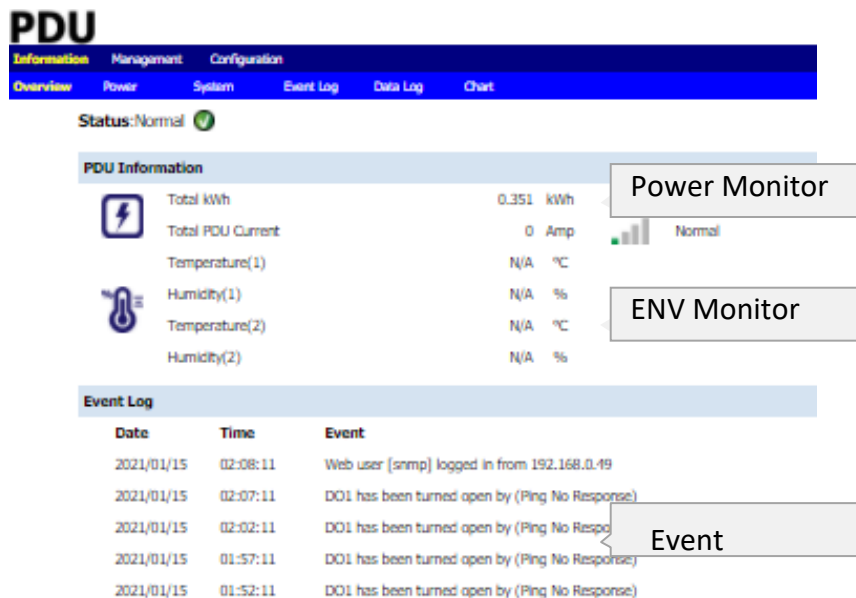 PDU
Information Management Configuration
Overview Power System Event Log Data Log Chart
Status:Normal
PDU Information
Total kWh 0.351 kWh
Power Monitor
Total PDU Current 0 Amp Normal
Temperature(1) N/A °C
Humidity(1) N/A %
ENV Monitor
Temperature(2) N/A °C
Humidity(2) N/A %
Event Log
Date Time Event
2021/01/15 02:08:11 Web user [snmp] logged in from 192.168.0.49
2021/01/15 02:07:11 DO1 has been turned open by (Ping No Response)
2021/01/15 02:02:11 DO1 has been turned open by (Ping No Respo
Event
2021/01/15 01:57:11 DO1 has been turned open by (Ping No Response)
2021/01/15 01:52:11 DO1 has been turned open by (Ping No Response)